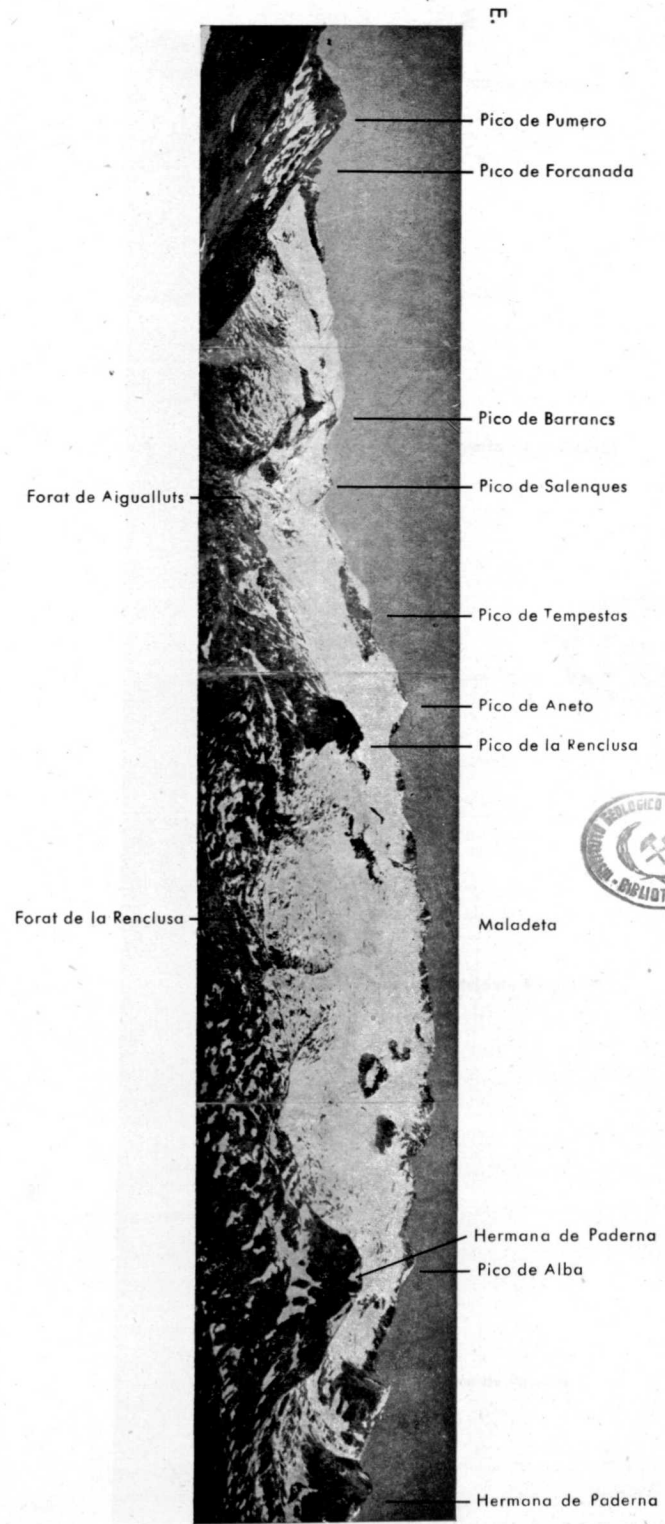 E.
Pico de Pumero
Pico de Forcanada
Pico de Barrancs
Forat de Aigualluts
Pico de Salenques
Pico de Tempestas
Pico de Aneto
Pico de la Renclusa
Forat de la Renclusa
Maladeta
Hermana de Paderna
Pico de Alba
Hermana de Paderna
GEOLOGICO